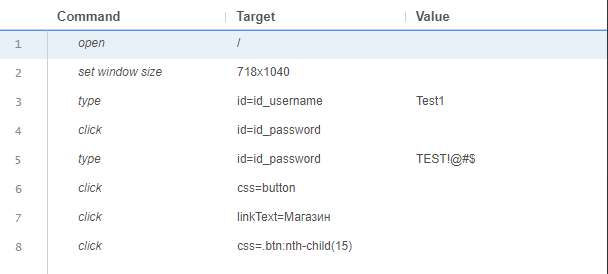 Command Target Value
1 open /
2 set window size 718x1040
3 type id=id_username Test1
4 click id=id_password
5 type id=id_password TEST!@#$
6 click css=button
7 click linkText=Магазин
8 click css=.btn:nth-child(15)